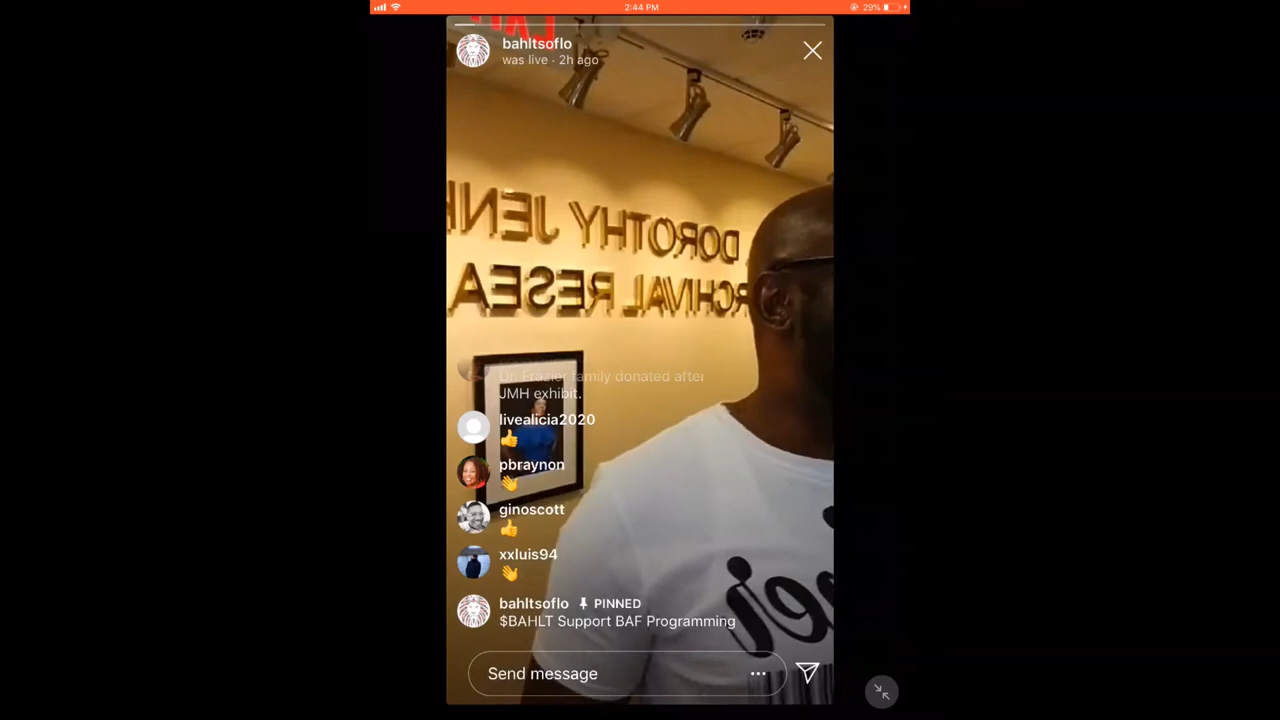 2:44 PM
29%
bahltsoflo
was live · 2h ago
DOROTHY JEN
RCHIVAL RESEA
Dr. Frazier family donated after
JMH exhibit.
livealicia2020
👍
pbraynon
👋
ginoscott
👍
xxluis94
👋
bahltsoflo PINNED
$BAHLT Support BAF Programming
Send message